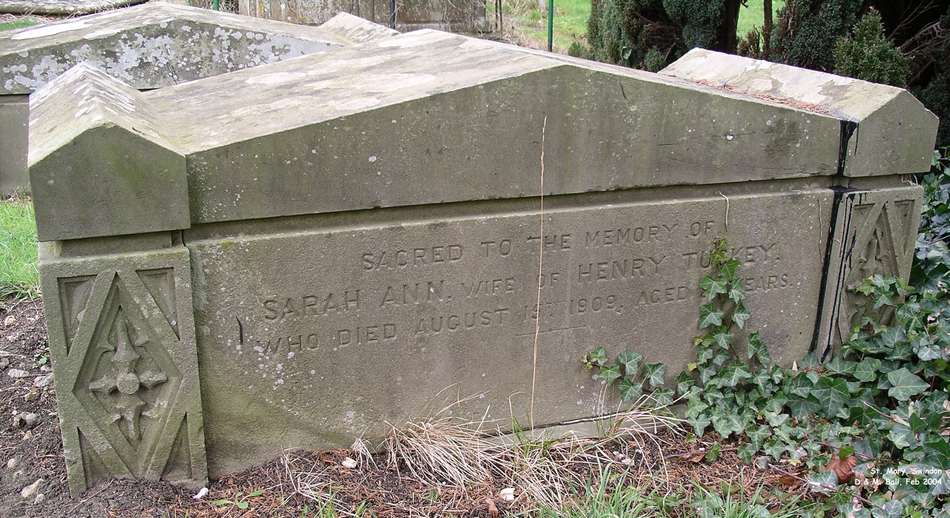 SACRED TO THE MEMORY OF
SARAH ANN, WIFE OF HENRY TUCKEY,
WHO DIED AUGUST 1ST 1909, AGED YEARS.
St. Mary, Swindon
D & M. Ball, Feb 2004